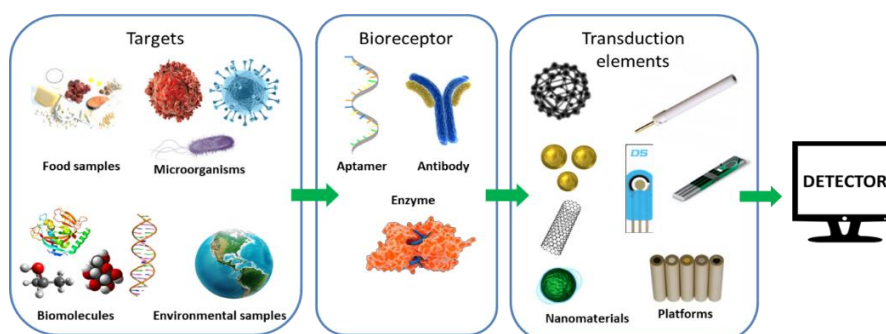 Targets
Food samples
Microorganisms
Biomolecules
Environmental samples
Bioreceptor
Aptamer
Antibody
Enzyme
Transduction
elements
DS
Nanomaterials
Platforms
DETECTOR